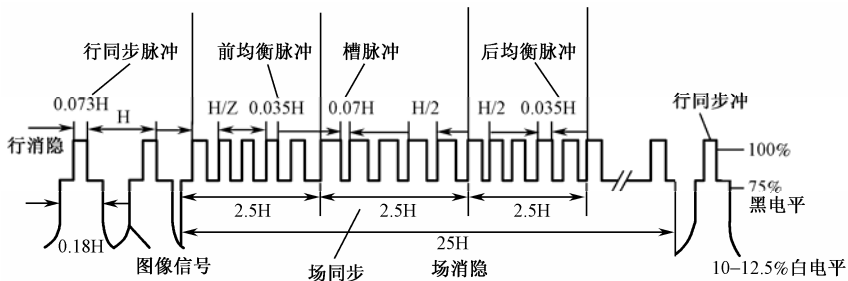 行同步脉冲
前均衡脉冲
槽脉冲
后均衡脉冲
行同步冲
0.073H
H/Z
0.035H
0.07H
H/2
H/2
0.035H
H
行消隐
100%
75%
黑电平
2.5H
2.5H
2.5H
0.18H
25H
图像信号
场同步
场消隐
10–12.5%白电平